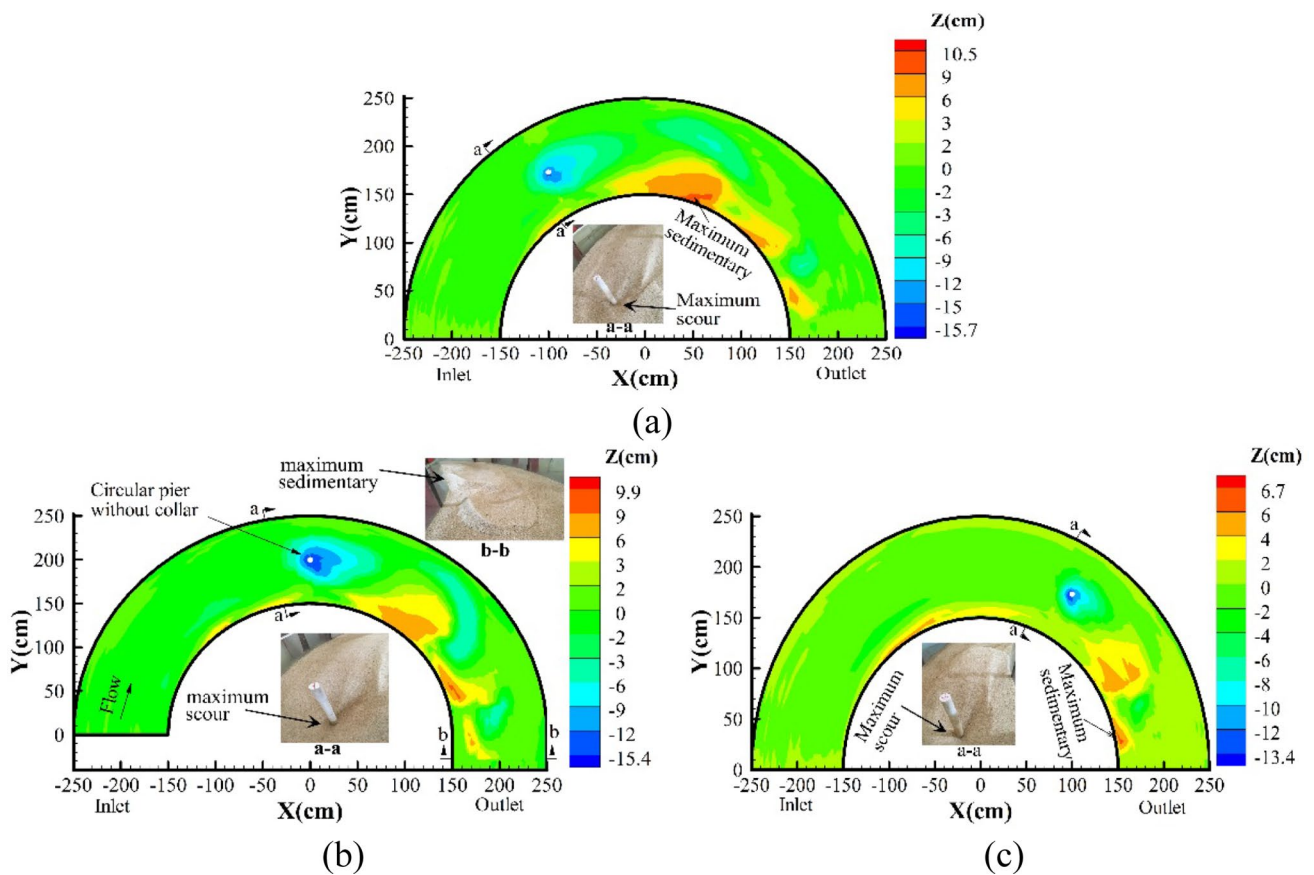 Z(cm)
10.5
9
6
3
2
0
-2
-3
-6
-9
-12
-15
-15.7
Y(cm)
250
200
150
100
50
0
a
a
Maximum
sedimentary
Maximum
scour
a-a
-250 -200 -150 -100 -50 0 50 100 150 200 250
Inlet
X(cm)
Outlet
(a)
maximum
sedimentary
b-b
Circular pier
without collar
Z(cm)
9.9
9
6
3
2
0
-2
-3
-6
-9
-12
-15.4
Y(cm)
250
200
150
100
50
0
a
a
Flow
maximum
scour
a-a
b
b
-250 -200 -150 -100 -50 0 50 100 150 200 250
Inlet
X(cm)
Outlet
(b)
Z(cm)
6.7
6
4
2
0
-2
-4
-6
-8
-10
-12
-13.4
Y(cm)
250
200
150
100
50
0
a
a
Maximum
scour
a-a
Maximum
sedimentary
-250 -200 -150 -100 -50 0 50 100 150 200 250
Inlet
X(cm)
Outlet
(c)